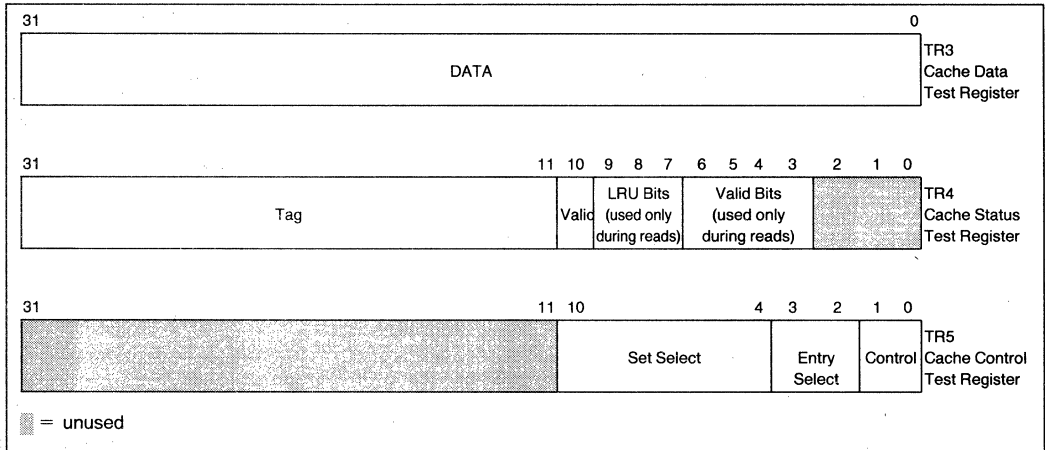 31 0
DATA
TR3
Cache Data
Test Register
31 11 10 9 8 7 6 5 4 3 2 1 0
Tag
Valid
LRU Bits
(used only
during reads)
Valid Bits
(used only
during reads)
TR4
Cache Status
Test Register
31 11 10 4 3 2 1 0
Set Select
Entry
Select
Control
TR5
Cache Control
Test Register
= unused